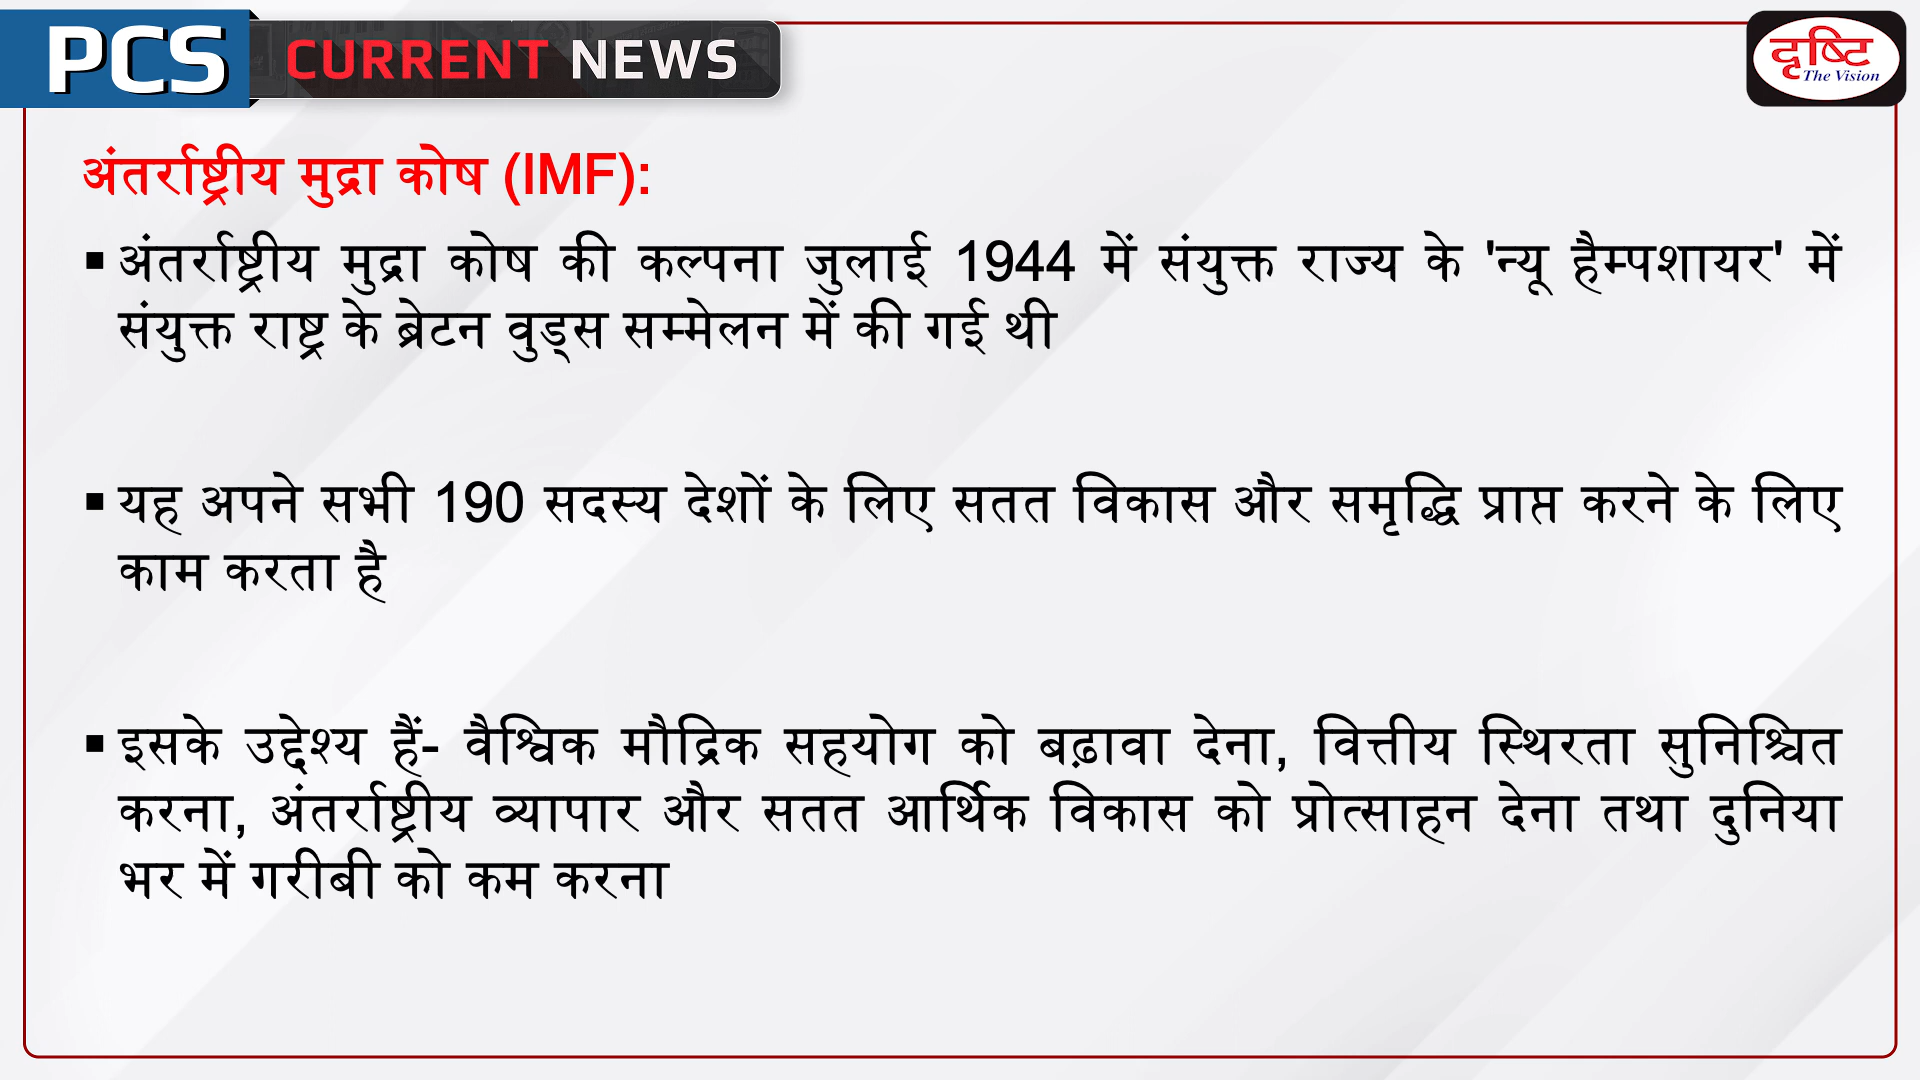 PCS CURRENT NEWS
दृष्टि
The Vision
अंतर्राष्ट्रीय मुद्रा कोष (IMF):
▪ अंतर्राष्ट्रीय मुद्रा कोष की कल्पना जुलाई 1944 में संयुक्त राज्य के 'न्यू हैम्पशायर' में
संयुक्त राष्ट्र के ब्रेटन वुड्स सम्मेलन में की गई थी
▪ यह अपने सभी 190 सदस्य देशों के लिए सतत विकास और समृद्धि प्राप्त करने के लिए
काम करता है
▪ इसके उद्देश्य हैं- वैश्विक मौद्रिक सहयोग को बढ़ावा देना, वित्तीय स्थिरता सुनिश्चित
करना, अंतर्राष्ट्रीय व्यापार और सतत आर्थिक विकास को प्रोत्साहन देना तथा दुनिया
भर में गरीबी को कम करना